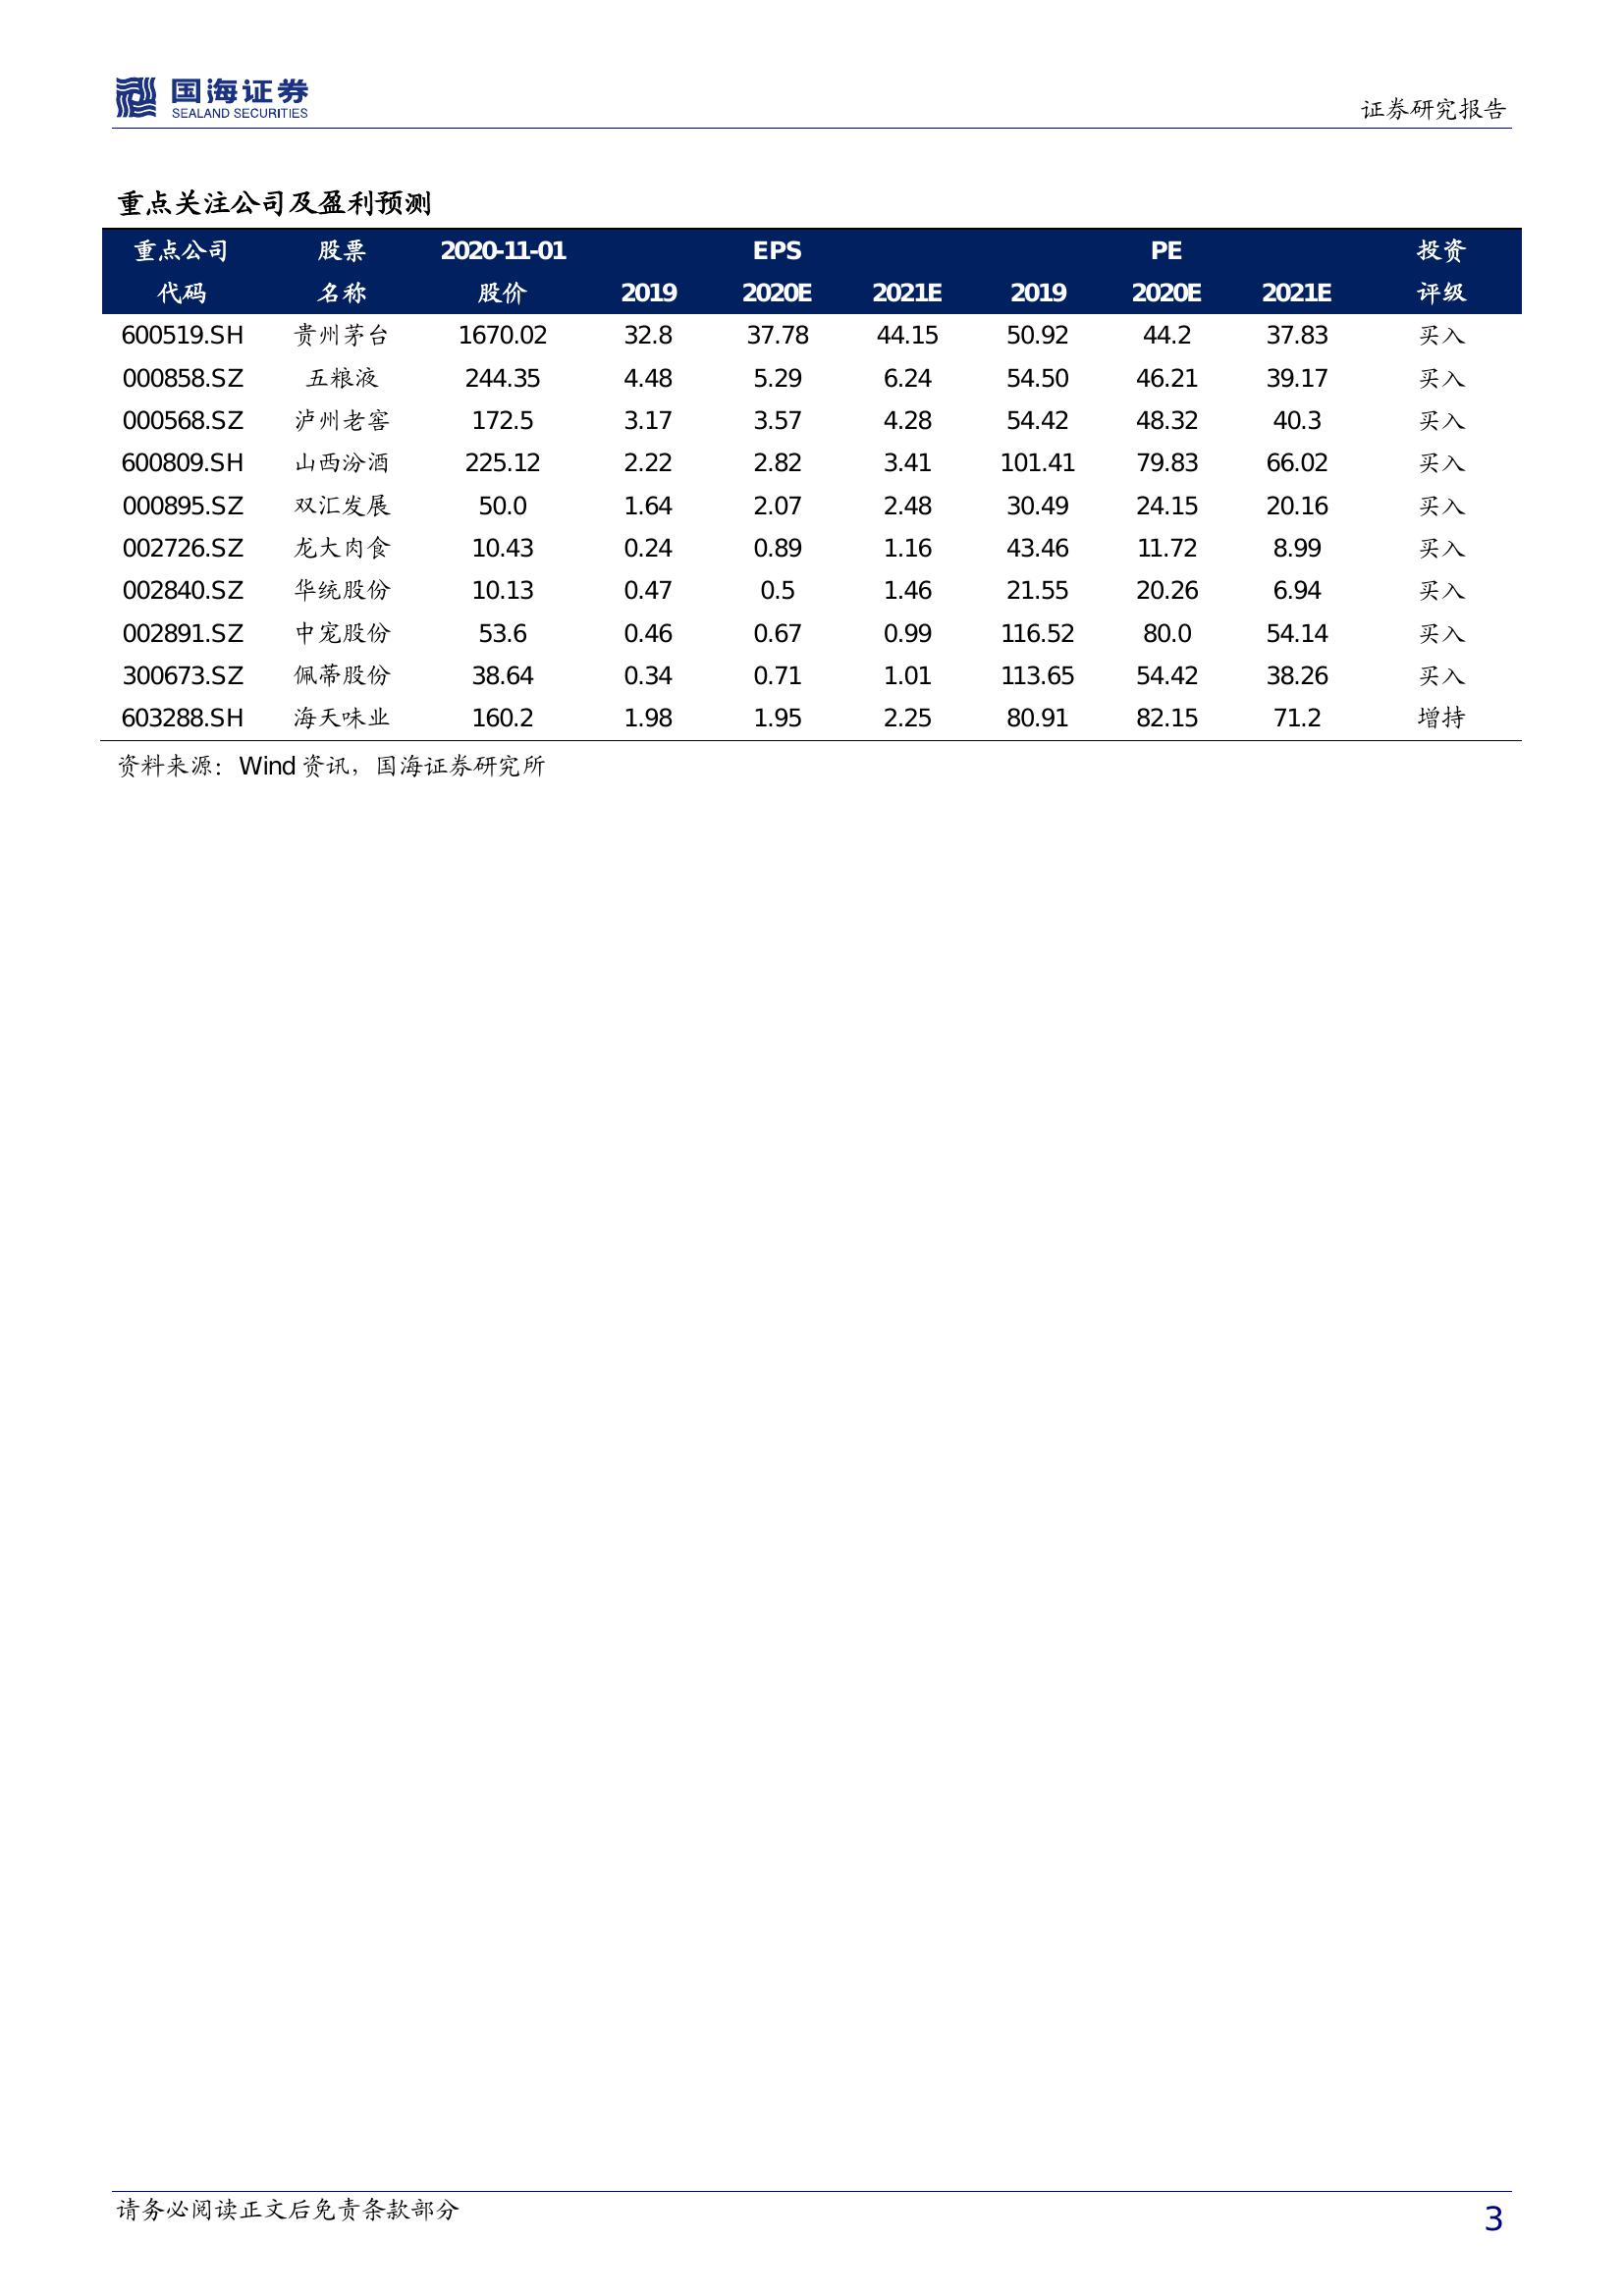 国海证券
SEALAND SECURITIES
证券研究报告
重点关注公司及盈利预测
重点公司 股票 2020-11-01 EPS PE 投资
代码 名称 股价 2019 2020E 2021E 2019 2020E 2021E 评级
600519.SH 贵州茅台 1670.02 32.8 37.78 44.15 50.92 44.2 37.83 买入
000858.SZ 五粮液 244.35 4.48 5.29 6.24 54.50 46.21 39.17 买入
000568.SZ 泸州老窖 172.5 3.17 3.57 4.28 54.42 48.32 40.3 买入
600809.SH 山西汾酒 225.12 2.22 2.82 3.41 101.41 79.83 66.02 买入
000895.SZ 双汇发展 50.0 1.64 2.07 2.48 30.49 24.15 20.16 买入
002726.SZ 龙大肉食 10.43 0.24 0.89 1.16 43.46 11.72 8.99 买入
002840.SZ 华统股份 10.13 0.47 0.5 1.46 21.55 20.26 6.94 买入
002891.SZ 中宠股份 53.6 0.46 0.67 0.99 116.52 80.0 54.14 买入
300673.SZ 佩蒂股份 38.64 0.34 0.71 1.01 113.65 54.42 38.26 买入
603288.SH 海天味业 160.2 1.98 1.95 2.25 80.91 82.15 71.2 增持
资料来源：Wind 资讯，国海证券研究所
请务必阅读正文后免责条款部分
3